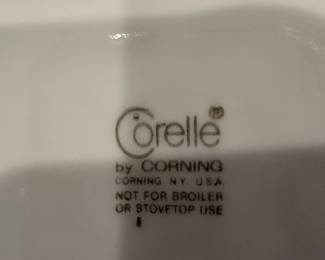 Corelle®
by CORNING
CORNING, N.Y. U.S.A.
NOT FOR BROILER
OR STOVETOP USE